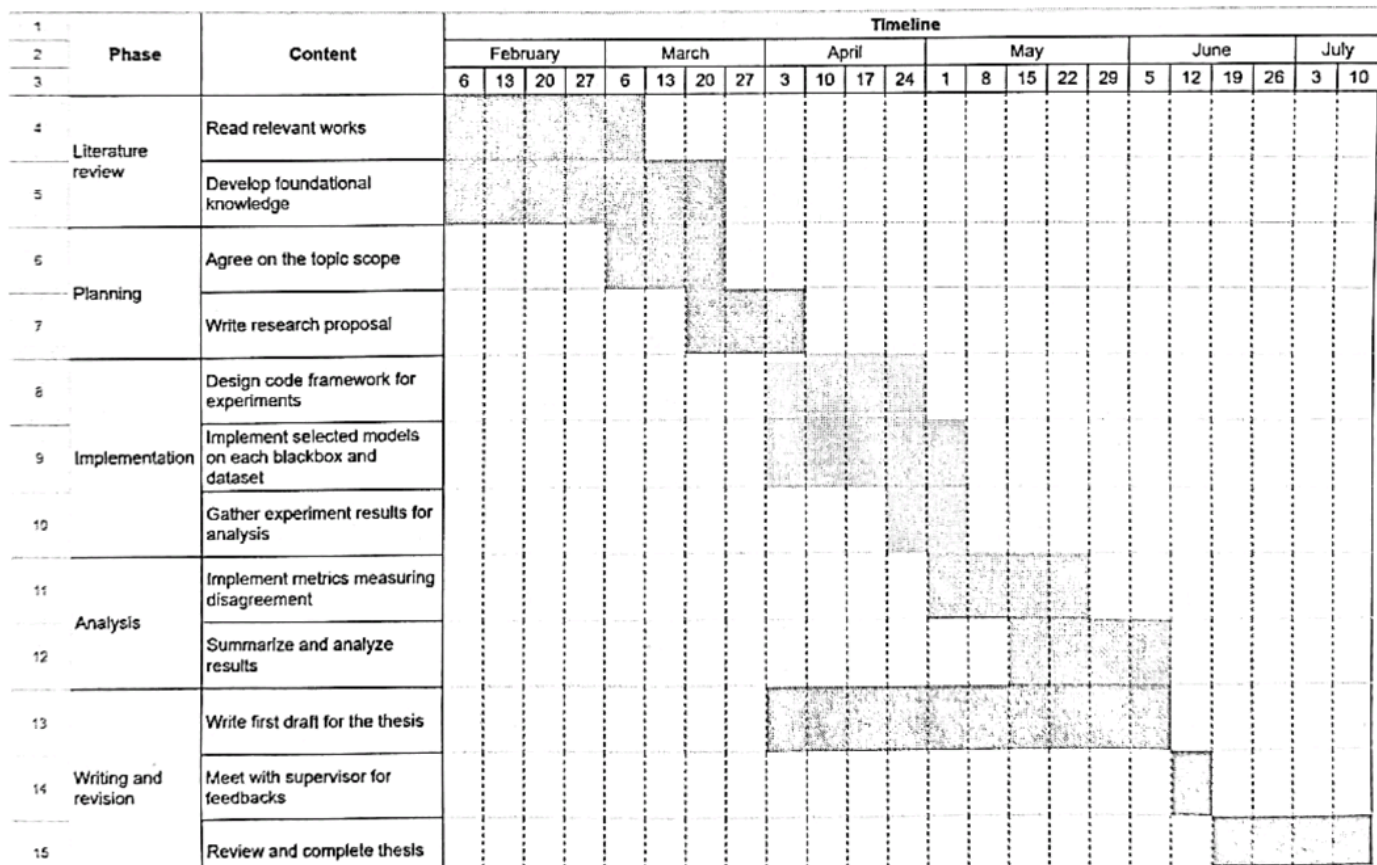 1 Timeline
2 Phase Content February March April May June July
3 6 13 20 27 6 13 20 27 3 10 17 24 1 8 15 22 29 5 12 19 26 3 10
4 Read relevant works
Literature
review
5 Develop foundational
knowledge
6 Agree on the topic scope
Planning
7 Write research proposal
8 Design code framework for
experiments
9 Implementation Implement selected models
on each blackbox and
dataset
10 Gather experiment results for
analysis
11 Implement metrics measuring
disagreement
Analysis
12 Summarize and analyze
results
13 Write first draft for the thesis
14 Writing and
revision
Meet with supervisor for
feedbacks
15 Review and complete thesis